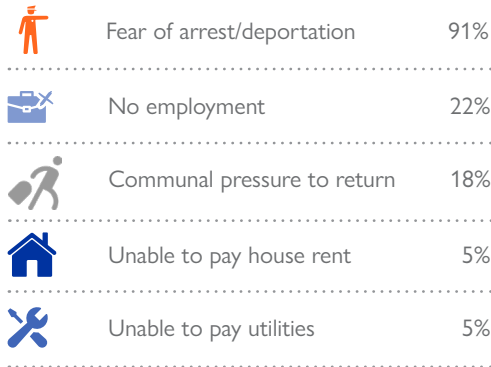 Fear of arrest/deportation 91%
No employment 22%
Communal pressure to return 18%
Unable to pay house rent 5%
Unable to pay utilities 5%